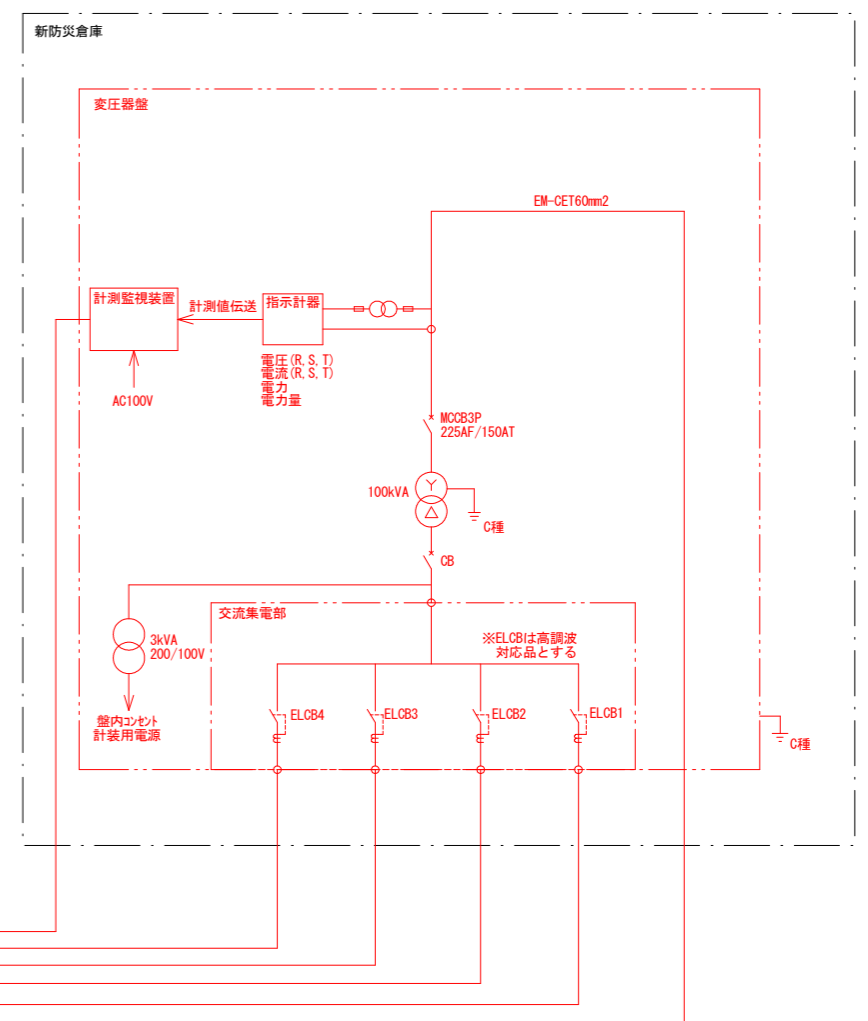 新防災倉庫
変圧器盤
EM-CET60mm2
計測監視装置
計測値伝送
指示計器
電圧(R,S,T)
電流(R,S,T)
電力
電力量
AC100V
MCCB3P
225AF/150AT
100kVA
C種
CB
交流集電部
3kVA
200/100V
※ELCBは高調波
対応品とする
ELCB4
ELCB3
ELCB2
ELCB1
盤内コンセント
計装用電源
C種